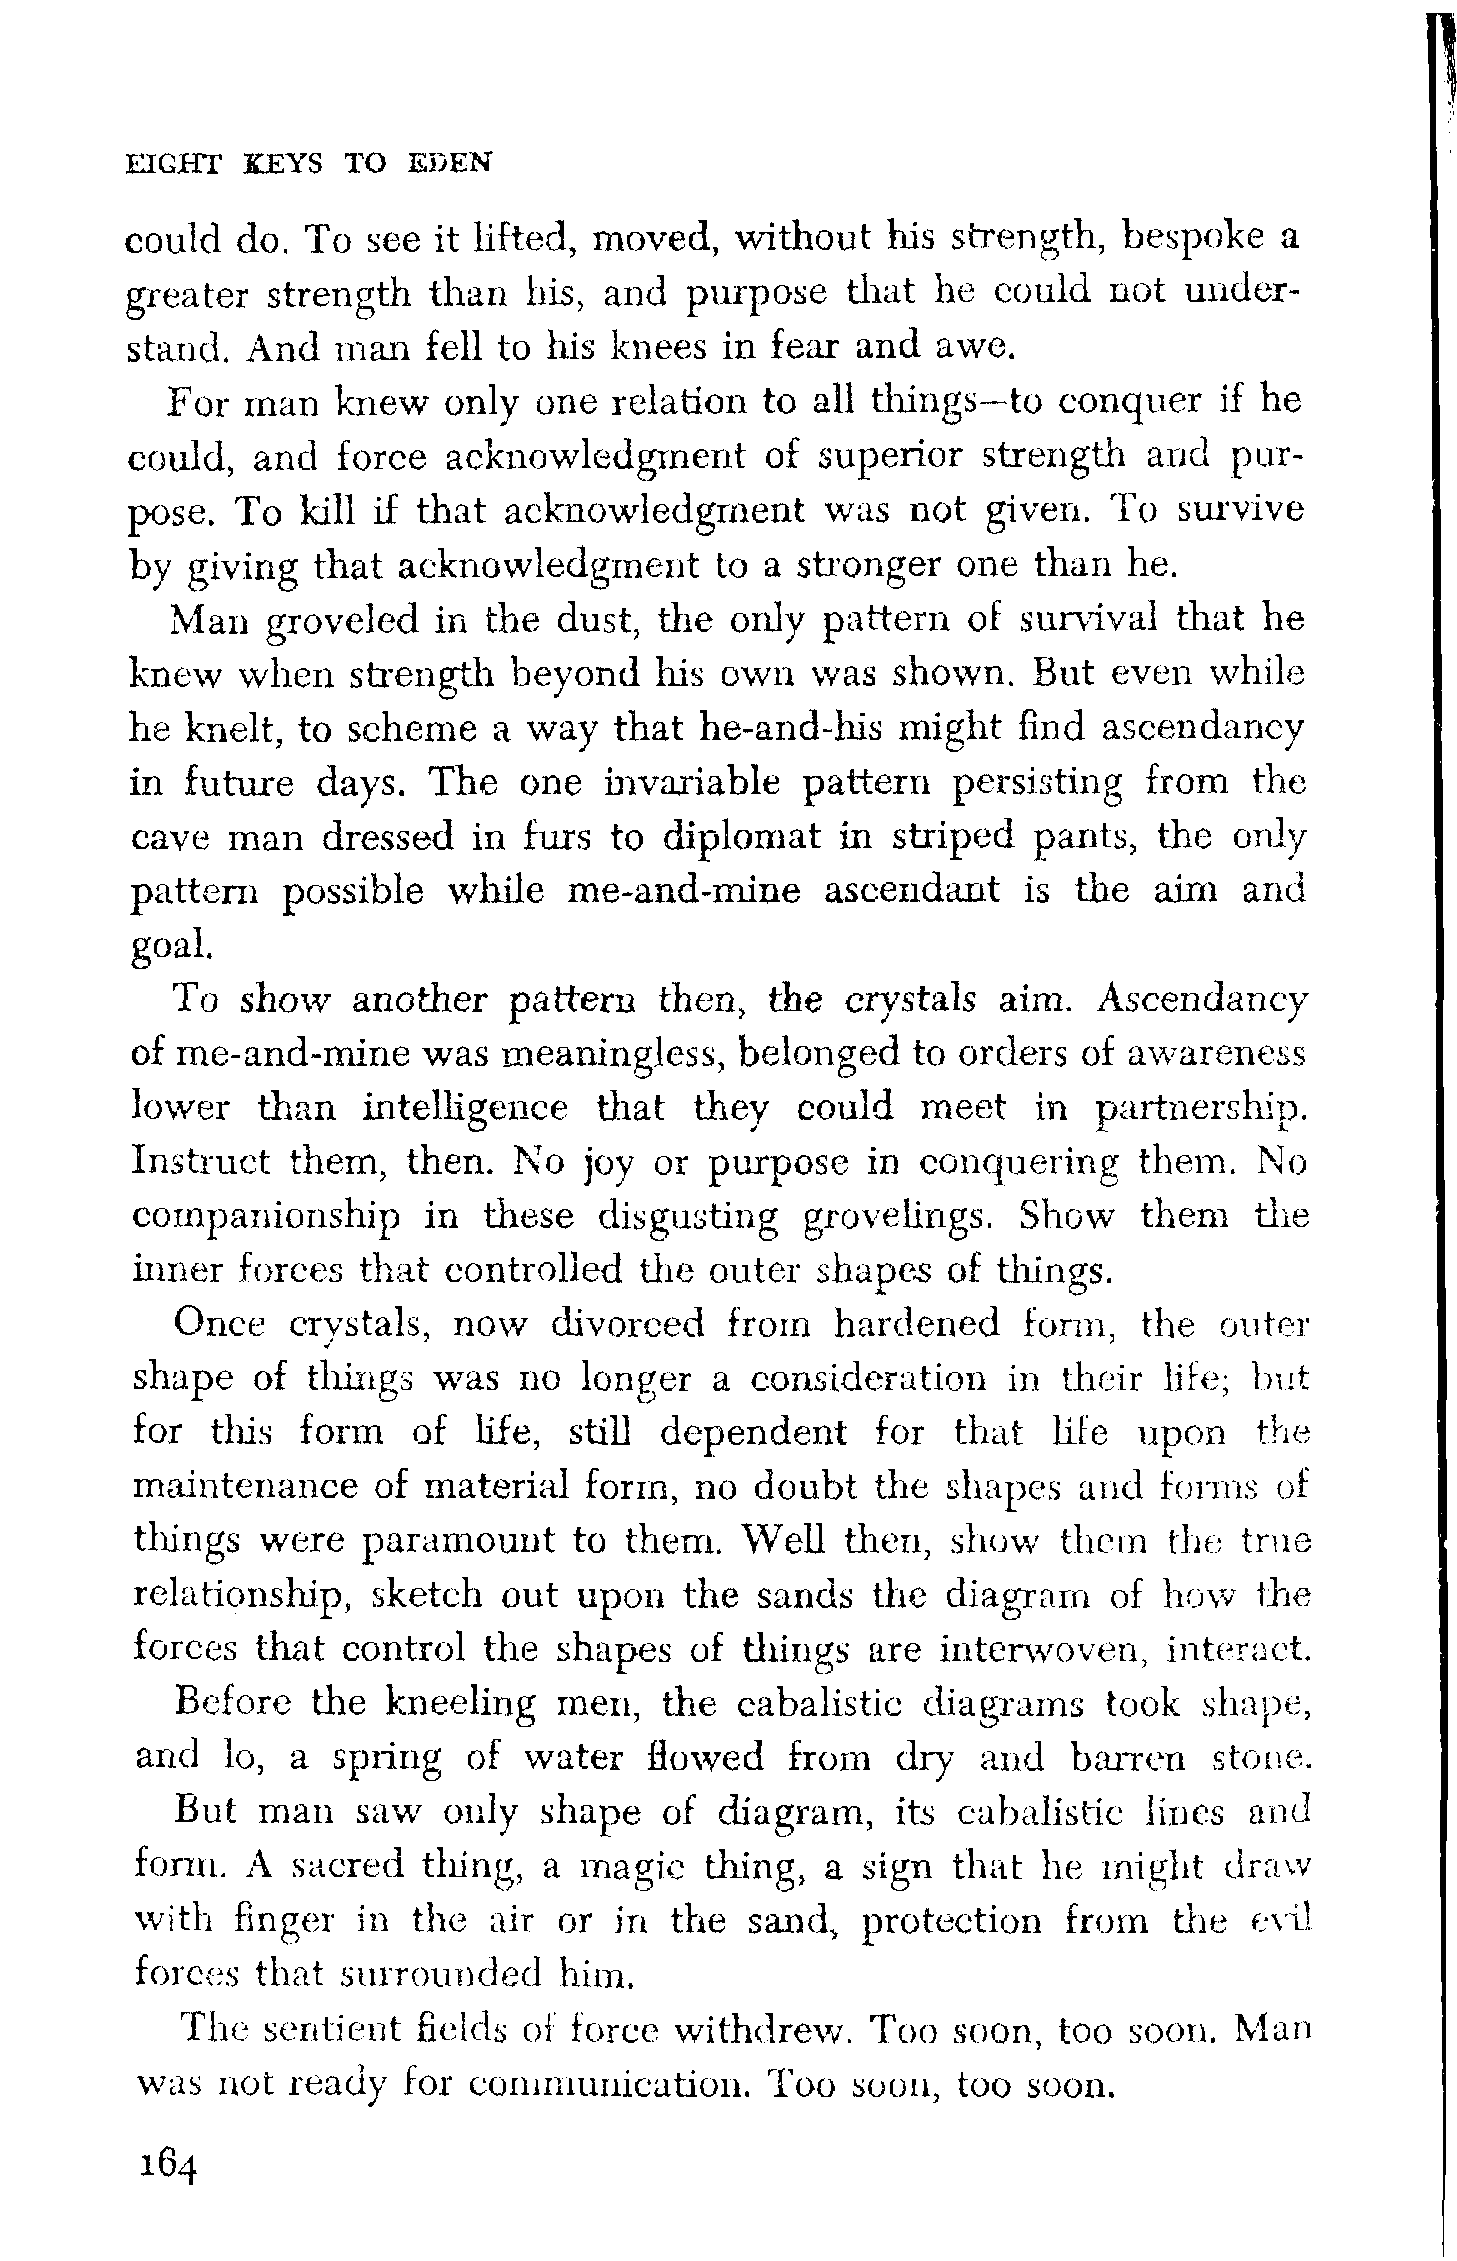 EIGHT KEYS TO EDEN
could do. To see it lifted, moved, without his strength, bespoke a
greater strength than his, and purpose that he could not under-
stand. And man fell to his knees in fear and awe.
For man knew only one relation to all things—to conquer if he
could, and force acknowledgment of superior strength and pur-
pose. To kill if that acknowledgment was not given. To survive
by giving that acknowledgment to a stronger one than he.
Man groveled in the dust, the only pattern of survival that he
knew when strength beyond his own was shown. But even while
he knelt, to scheme a way that he-and-his might find ascendancy
in future days. The one invariable pattern persisting from the
cave man dressed in furs to diplomat in striped pants, the only
pattern possible while me-and-mine ascendant is the aim and
goal.
To show another pattern then, the crystals aim. Ascendancy
of me-and-mine was meaningless, belonged to orders of awareness
lower than intelligence that they could meet in partnership.
Instruct them, then. No joy or purpose in conquering them. No
companionship in these disgusting grovelings. Show them the
inner forces that controlled the outer shapes of things.
Once crystals, now divorced from hardened form, the outer
shape of things was no longer a consideration in their life; but
for this form of life, still dependent for that life upon the
maintenance of material form, no doubt the shapes and forms of
things were paramount to them. Well then, show them the true
relationship, sketch out upon the sands the diagram of how the
forces that control the shapes of things are interwoven, interact.
Before the kneeling men, the cabalistic diagrams took shape,
and lo, a spring of water flowed from dry and barren stone.
But man saw only shape of diagram, its cabalistic lines and
form. A sacred thing, a magic thing, a sign that he might draw
with finger in the air or in the sand, protection from the evil
forces that surrounded him.
The sentient fields of force withdrew. Too soon, too soon. Man
was not ready for communication. Too soon, too soon.
164